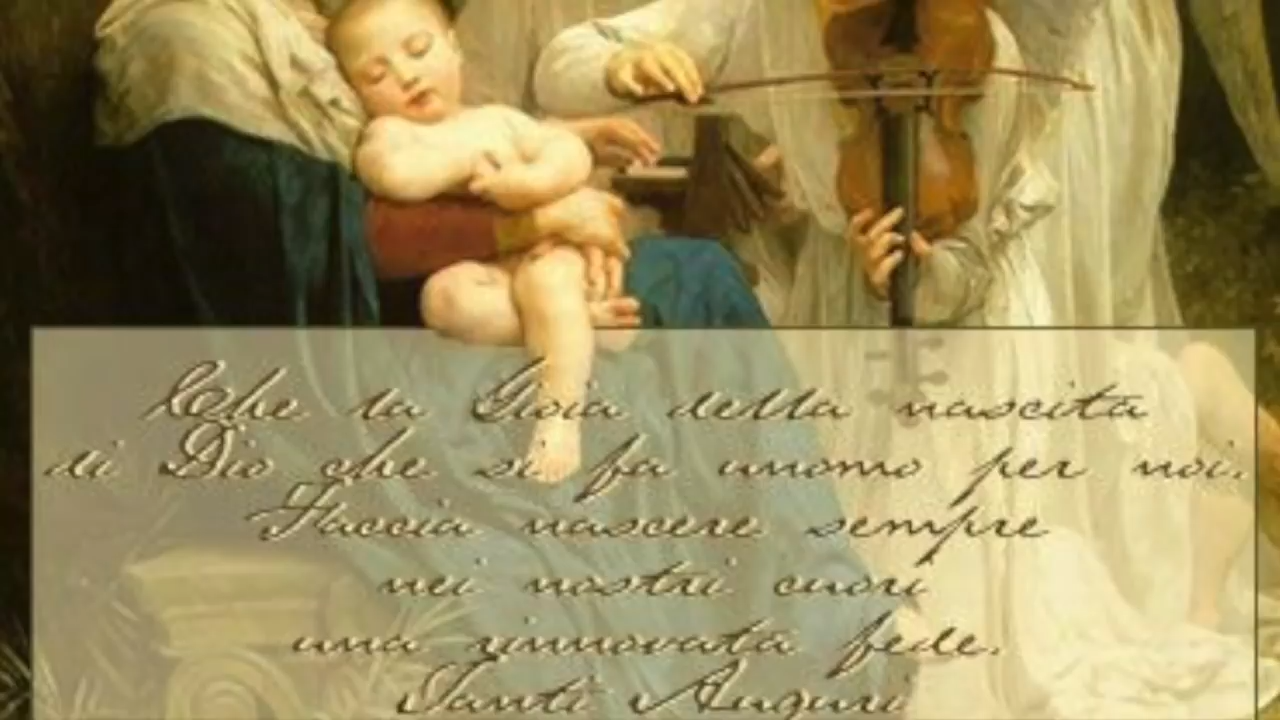 Che la Gioia della nascita
di Dio che si fa unomo per noi,
Faccia nascere sempre
nei nostri cuori
una rinnovata fede.
Santi Auguri